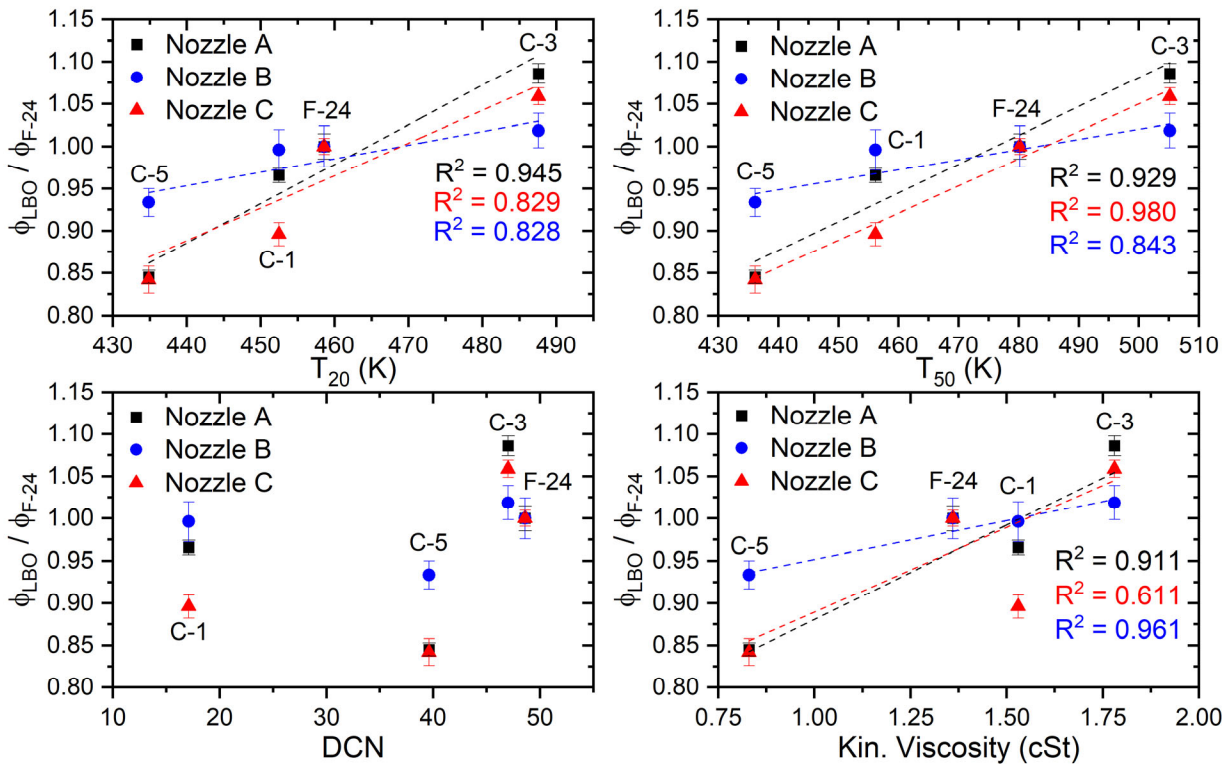 Nozzle A
Nozzle B
Nozzle C
C-3
F-24
C-5
C-1
R² = 0.945
R² = 0.829
R² = 0.828
1.15
1.10
1.05
1.00
0.95
0.90
0.85
0.80
ϕLBO / ϕF-24
430 440 450 460 470 480 490
T20 (K)
Nozzle A
Nozzle B
Nozzle C
C-3
F-24
C-1
C-5
R² = 0.929
R² = 0.980
R² = 0.843
1.15
1.10
1.05
1.00
0.95
0.90
0.85
0.80
ϕLBO / ϕF-24
430 440 450 460 470 480 490 500 510
T50 (K)
Nozzle A
Nozzle B
Nozzle C
C-3
F-24
C-5
C-1
1.15
1.10
1.05
1.00
0.95
0.90
0.85
0.80
ϕLBO / ϕF-24
10 20 30 40 50
DCN
Nozzle A
Nozzle B
Nozzle C
C-3
F-24
C-1
C-5
R² = 0.911
R² = 0.611
R² = 0.961
1.15
1.10
1.05
1.00
0.95
0.90
0.85
0.80
ϕLBO / ϕF-24
0.75 1.00 1.25 1.50 1.75 2.00
Kin. Viscosity (cSt)